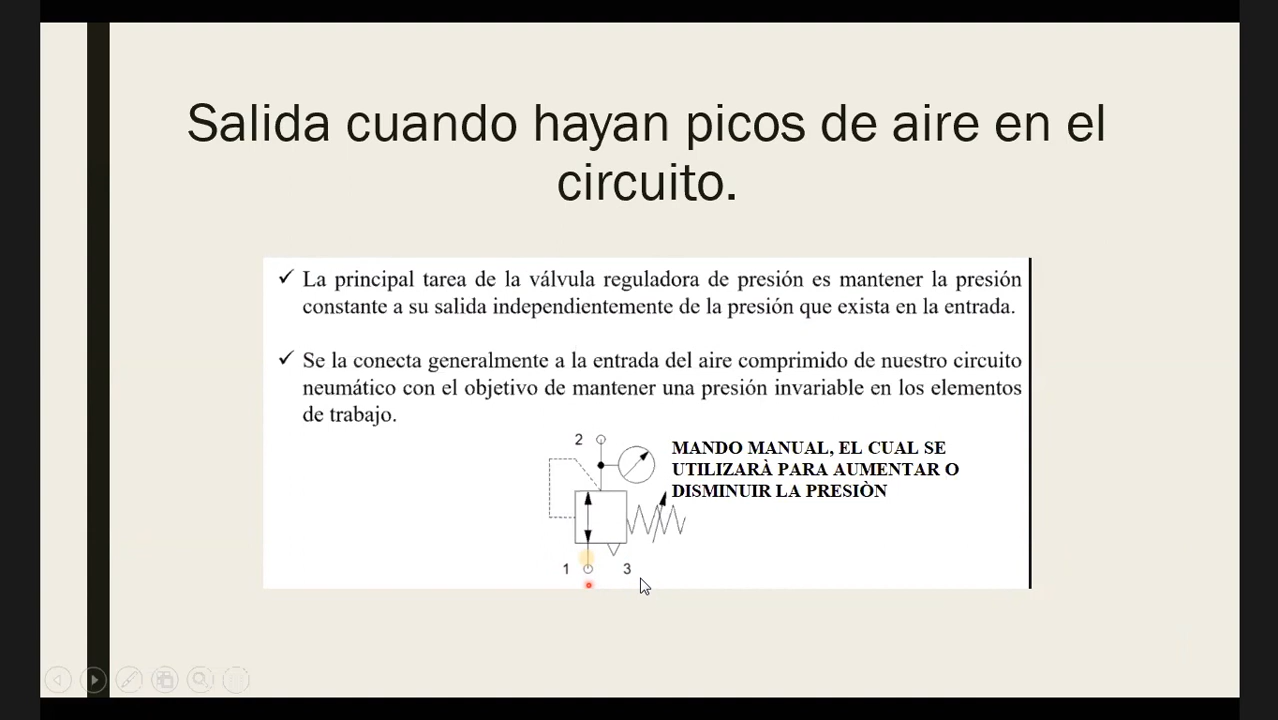 Salida cuando hayan picos de aire en el
circuito.
✓ La principal tarea de la válvula reguladora de presión es mantener la presión
constante a su salida independientemente de la presión que exista en la entrada.
✓ Se la conecta generalmente a la entrada del aire comprimido de nuestro circuito
neumático con el objetivo de mantener una presión invariable en los elementos
de trabajo.
2
MANDO MANUAL, EL CUAL SE
UTILIZARÀ PARA AUMENTAR O
DISMINUIR LA PRESIÒN
1 3